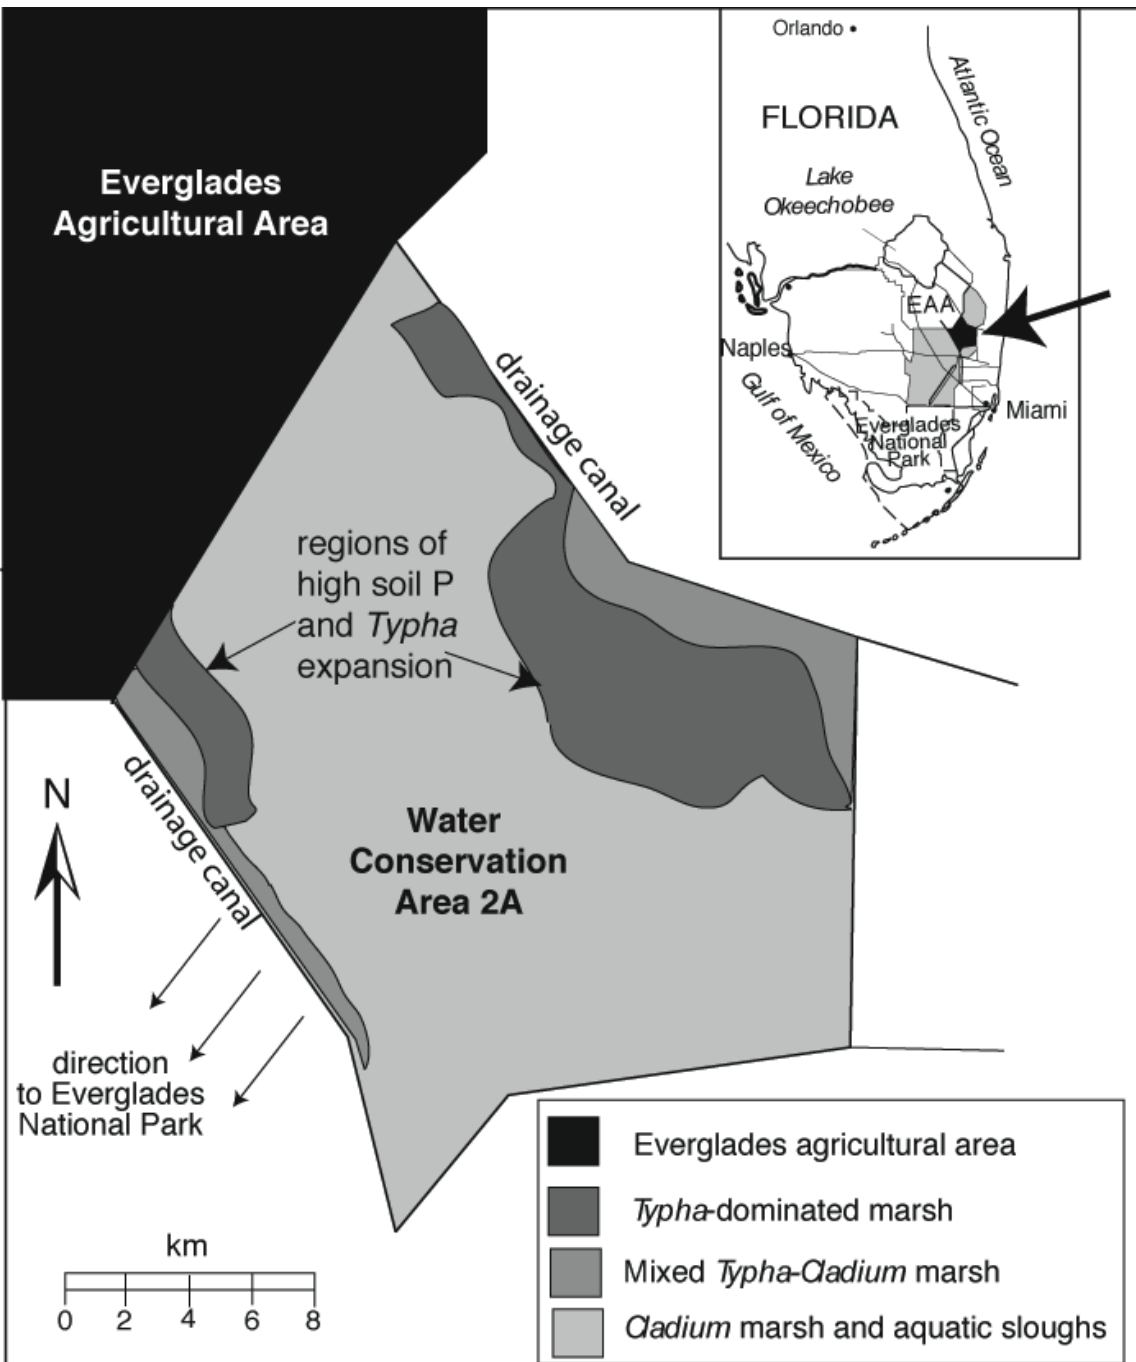 Everglades
Agricultural Area
Orlando
Atlantic Ocean
FLORIDA
Lake
Okeechobee
EAA
Naples
Gulf of Mexico
Miami
Everglades
National
Park
drainage canal
regions of
high soil P
and Typha
expansion
N
drainage canal
Water
Conservation
Area 2A
direction
to Everglades
National Park
km
0 2 4 6 8
Everglades agricultural area
Typha-dominated marsh
Mixed Typha-Cladium marsh
Cladium marsh and aquatic sloughs